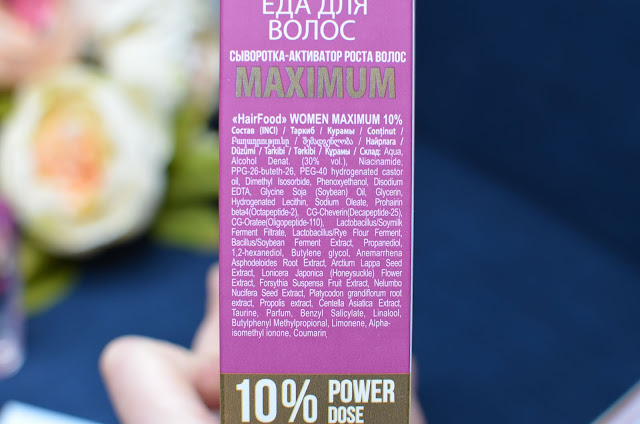 ЕДА ДЛЯ
ВОЛОС
СЫВОРОТКА-АКТИВАТОР РОСТА ВОЛОС
MAXIMUM
«HairFood» WOMEN MAXIMUM 10%
Состав (INCI) / Таркиб / Курамы / Conținut /
Բաղադրությունը / შემადგენლობა / Найрлага /
Düzümi / Tarkibi / Tərkibi / Құрамы / Склад: Aqua,
Alcohol Denat. (30% vol.), Niacinamide,
PPG-26-buteth-26, PEG-40 hydrogenated castor
oil, Dimethyl Isosorbide, Phenoxyethanol, Disodium
EDTA, Glycine Soja (Soybean) Oil, Glycerin,
Hydrogenated Lecithin, Sodium Oleate, Prohairin
beta4(Octapeptide-2), CG-Cheverin(Decapeptide-25),
CG-Oratee(Oligopeptide-110), Lactobacillus/Soymilk
Ferment Filtrate, Lactobacillus/Rye Flour Ferment,
Bacillus/Soybean Ferment Extract, Propanediol,
1,2-hexanediol, Butylene glycol, Anemarrhena
Asphodeloides Root Extract, Arctium Lappa Seed
Extract, Lonicera Japonica (Honeysuckle) Flower
Extract, Forsythia Suspensa Fruit Extract, Nelumbo
Nucifera Seed Extract, Platycodon grandiflorum root
extract, Propolis extract, Centella Asiatica Extract,
Taurine, Parfum, Benzyl Salicylate, Linalool,
Butylphenyl Methylpropional, Limonene, Alpha-
isomethyl ionone, Coumarin
10% POWER
DOSE